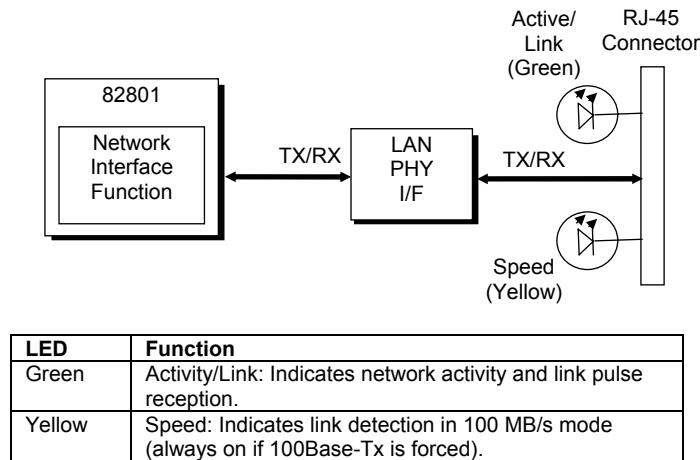 Active/
Link
(Green)
RJ-45
Connector
82801
Network
Interface
Function
TX/RX
LAN
PHY
I/F
TX/RX
Speed
(Yellow)
LED Function
Green Activity/Link: Indicates network activity and link pulse
reception.
Yellow Speed: Indicates link detection in 100 MB/s mode
(always on if 100Base-Tx is forced).